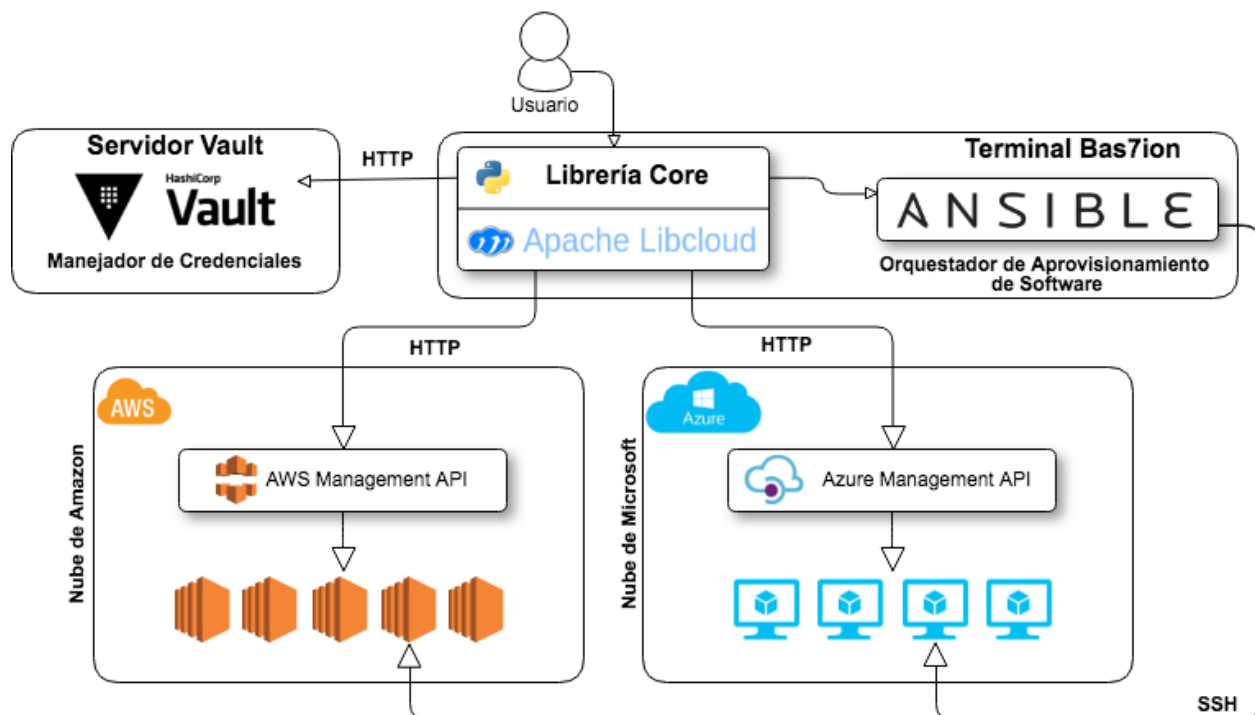 Usuario
Servidor Vault
HashiCorp
Vault
Manejador de Credenciales
HTTP
Librería Core
Apache Libcloud
Terminal Bas7ion
ANSIBLE
Orquestador de Aprovisionamiento
de Software
HTTP
HTTP
AWS
Nube de Amazon
AWS Management API
Azure
Nube de Microsoft
Azure Management API
SSH